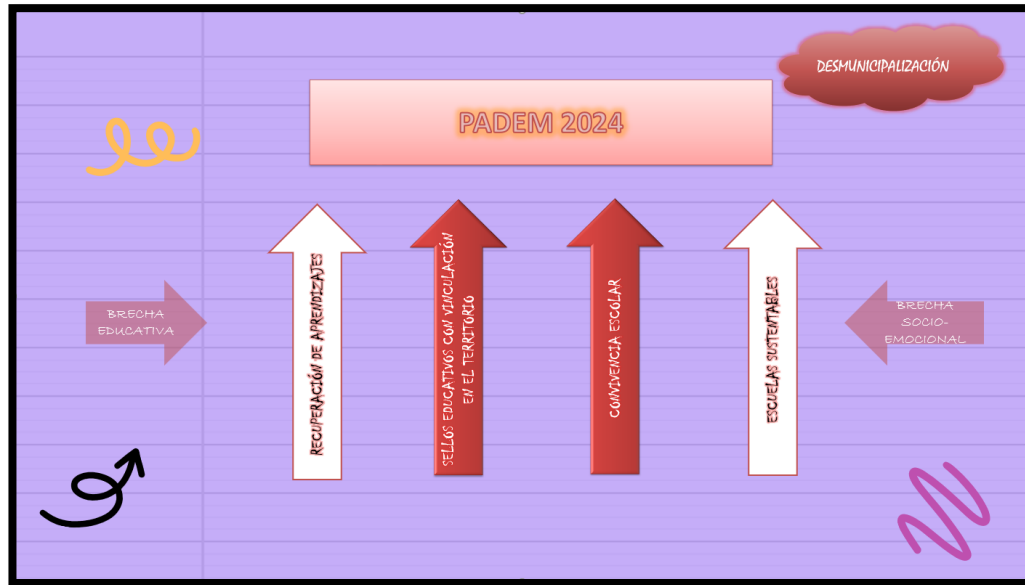 DESMUNICIPALIZACIÓN
PADEM 2024
BRECHA
EDUCATIVA
RECUPERACIÓN DE APRENDIZAJES
SELLOS EDUCATIVOS CON VINCULACIÓN
EN EL TERRITORIO
CONVIVENCIA ESCOLAR
ESCUELAS SUSTENTABLES
BRECHA
SOCIO-
EMOCIONAL